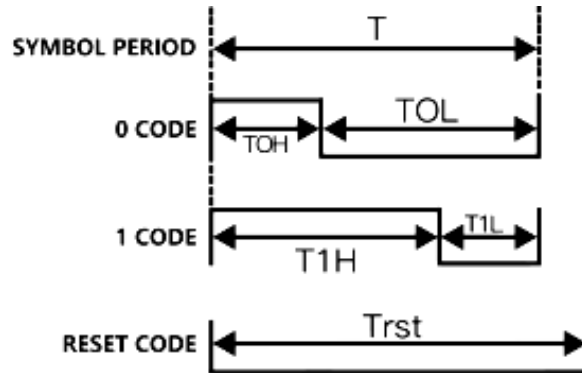 T
SYMBOL PERIOD
0 CODE
TOH
TOL
1 CODE
T1H
T1L
RESET CODE
Trst